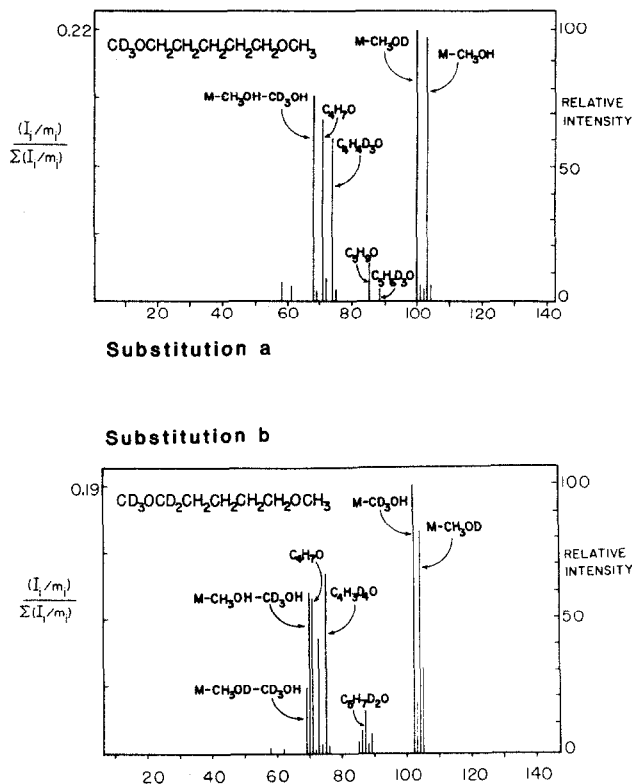 0.22
CD3OCH2CH2CH2CH2CH2OCH3
M-CH3OD
100
M-CH3OH
M-CH3OH-CD3OH
C4H7O
C4H4D3O
RELATIVE
INTENSITY
(Ii/mi)
Σ(Ii/mi)
50
C5H9O
C5H6D3O
0
20 40 60 80 100 120 140
Substitution a
Substitution b
0.19
CD3OCD2CH2CH2CH2CH2OCH3
M-CD3OH
100
M-CH3OD
C4H7O
RELATIVE
INTENSITY
(Ii/mi)
Σ(Ii/mi)
M-CH3OH-CD3OH
C4H3D4O
50
M-CH3OD-CD3OH
C5H7D2O
0
20 40 60 80 100 120 140